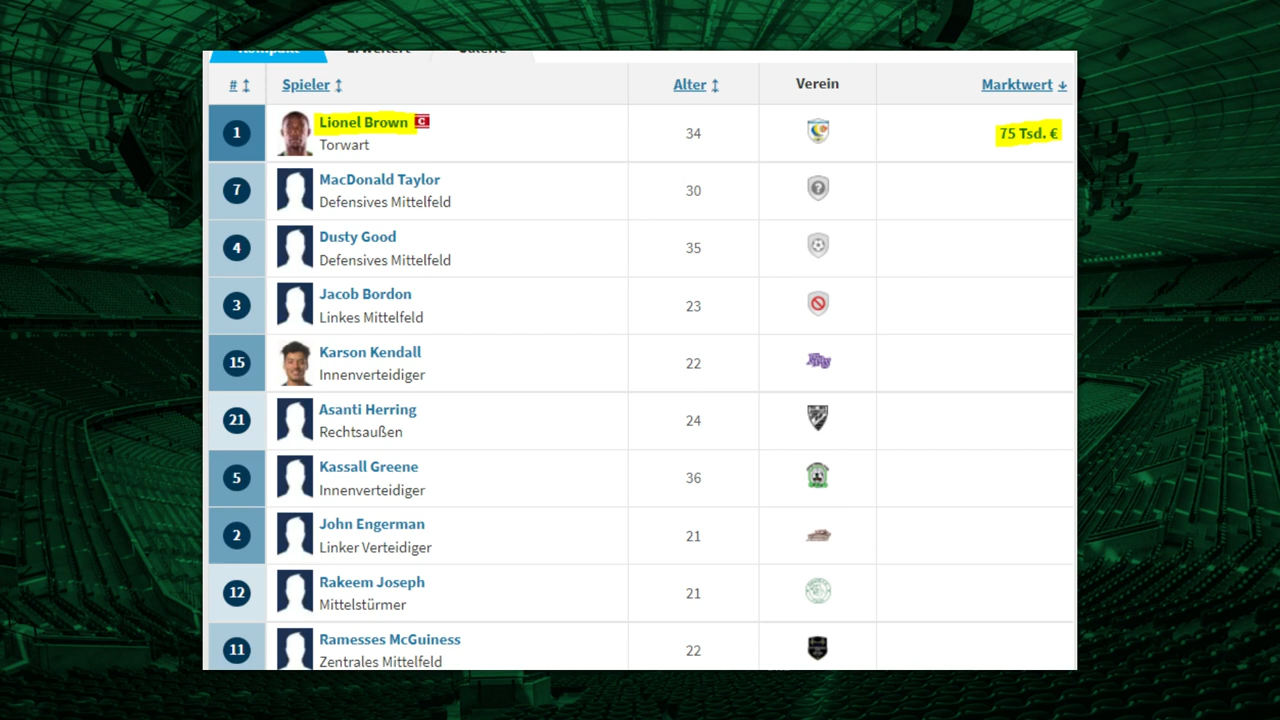 Kompakt Erweitert Galerie
# Spieler Alter Verein Marktwert
1 Lionel Brown C 34 75 Tsd. €
Torwart
7 MacDonald Taylor 30
Defensives Mittelfeld
4 Dusty Good 35
Defensives Mittelfeld
3 Jacob Bordon 23
Linkes Mittelfeld
15 Karson Kendall 22
Innenverteidiger
21 Asanti Herring 24
Rechtsaußen
5 Kassall Greene 36
Innenverteidiger
2 John Engerman 21
Linker Verteidiger
12 Rakeem Joseph 21
Mittelstürmer
11 Ramesses McGuiness 22
Zentrales Mittelfeld